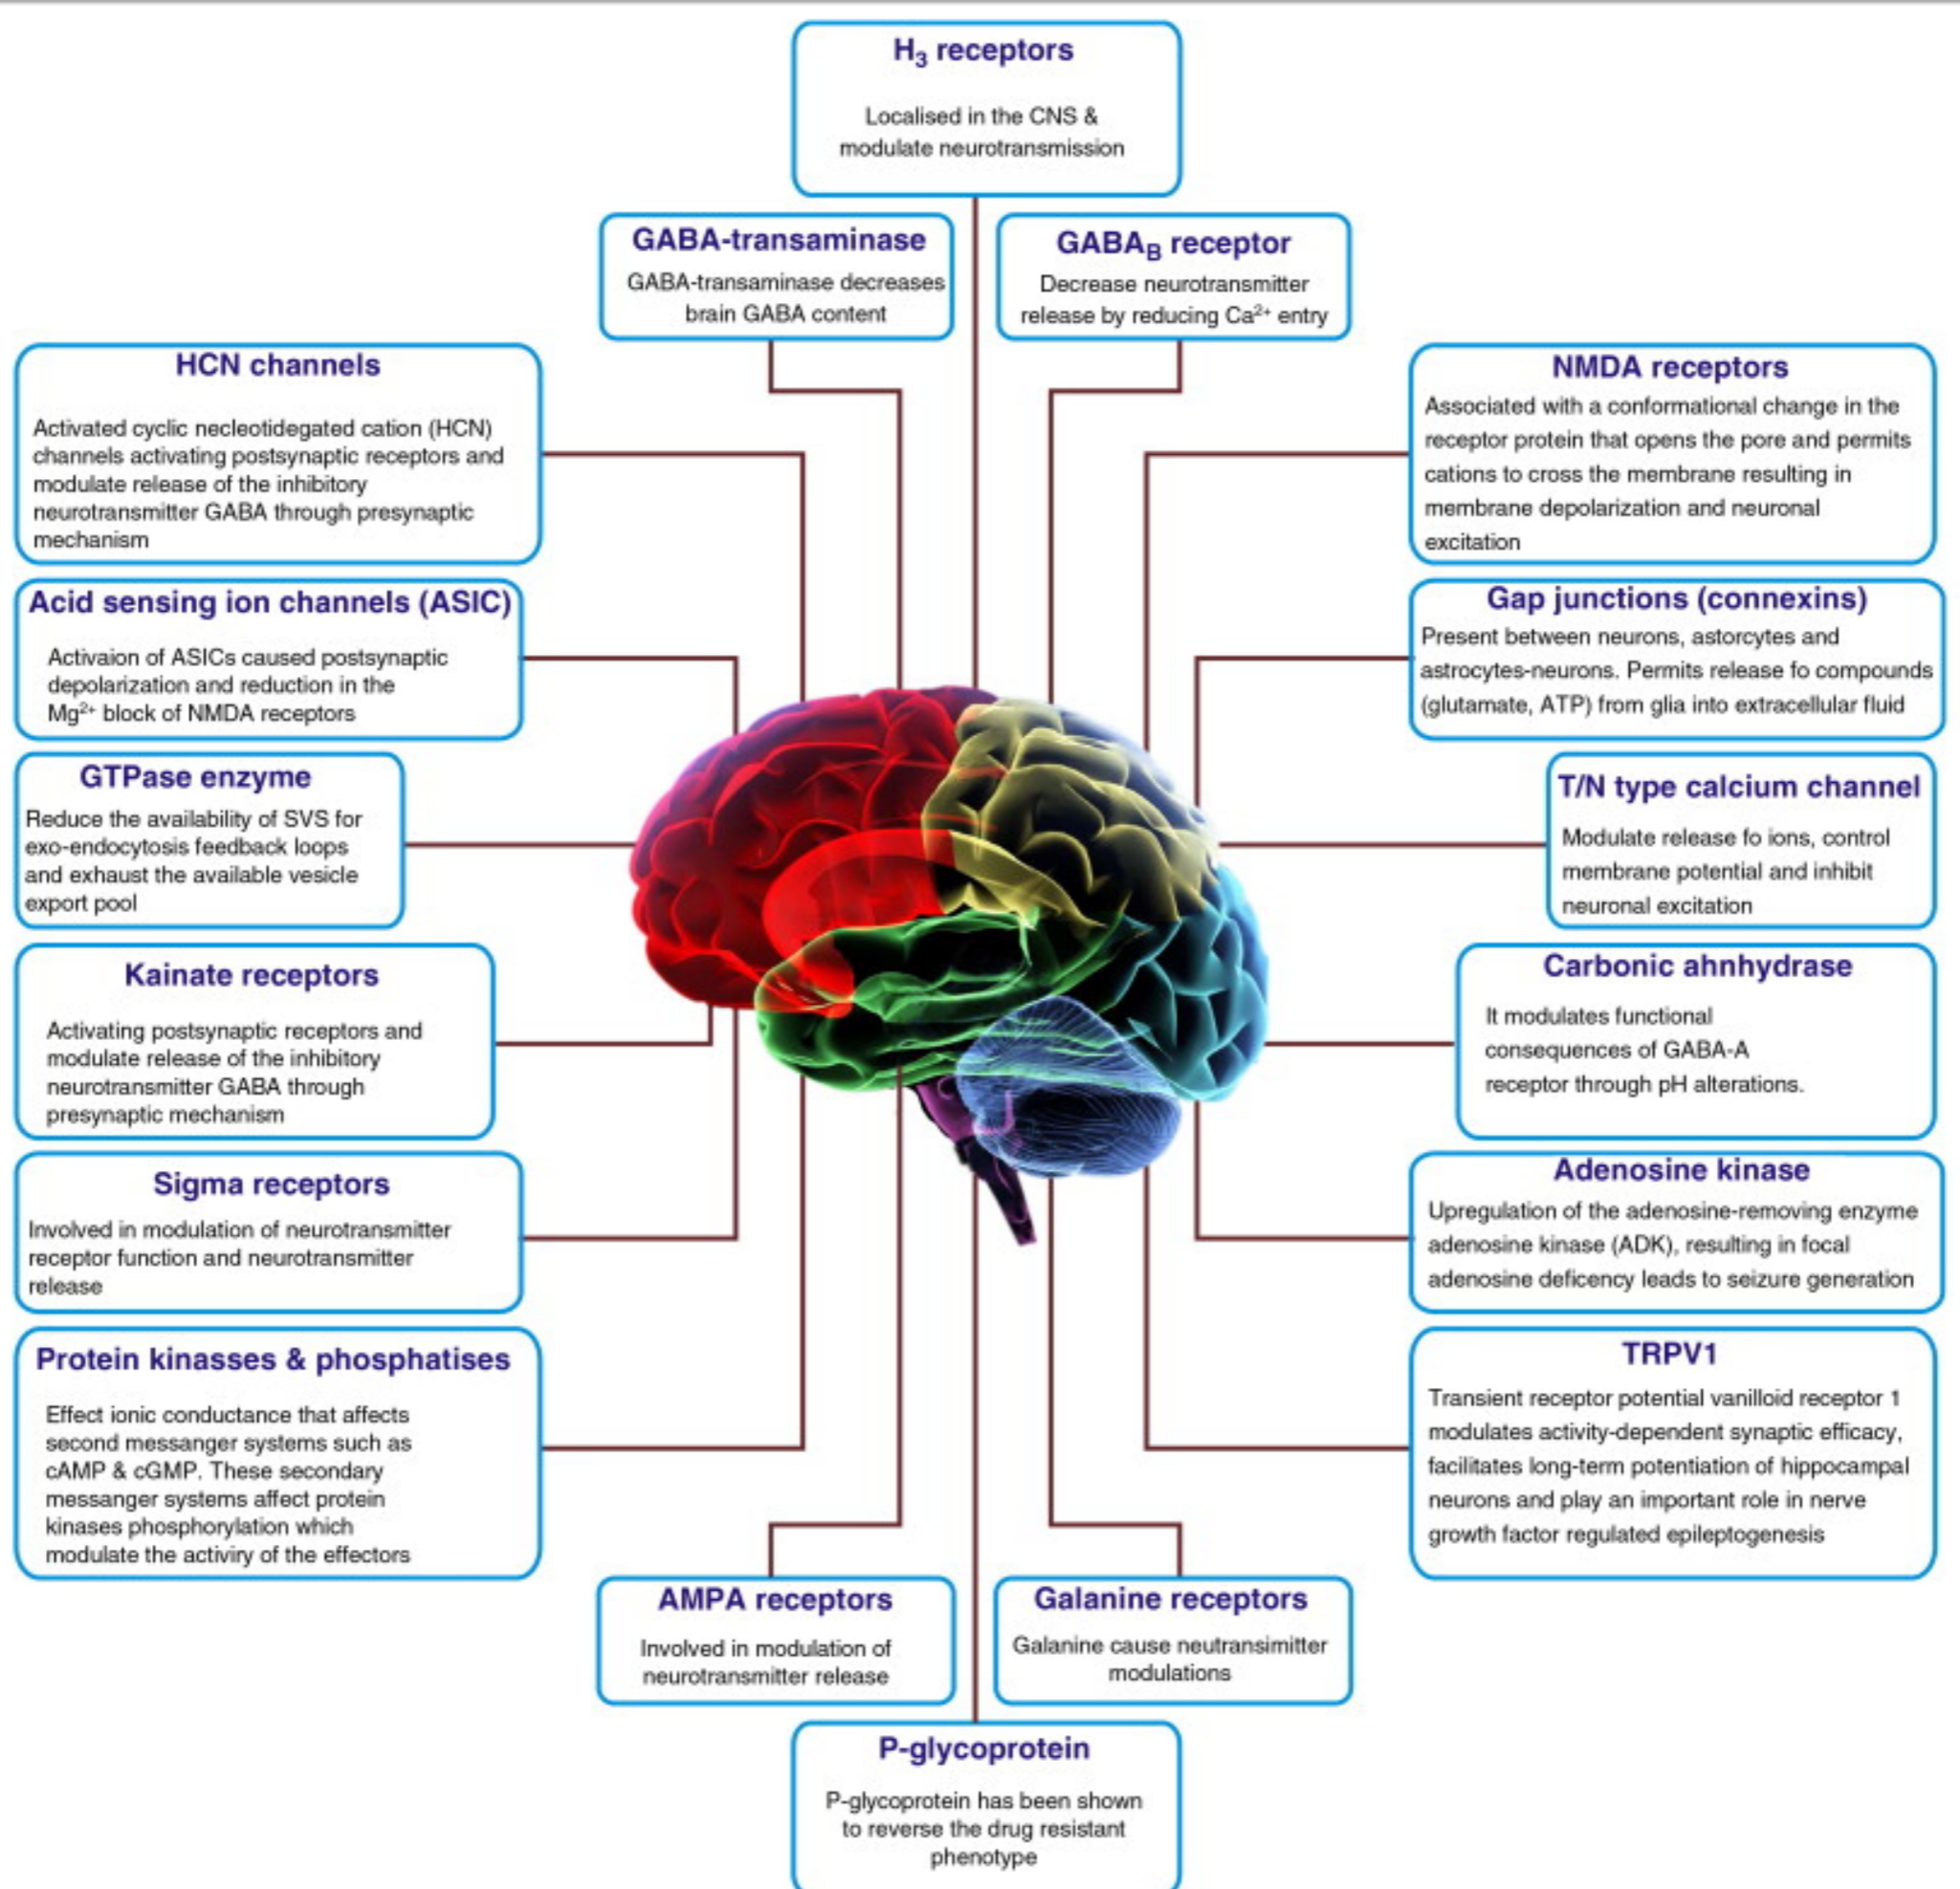 H3 receptors
Localised in the CNS &
modulate neurotransmission
GABA-transaminase
GABA-transaminase decreases
brain GABA content
GABAB receptor
Decrease neurotransmitter
release by reducing Ca2+ entry
HCN channels
Activated cyclic necleotidegated cation (HCN)
channels activating postsynaptic receptors and
modulate release of the inhibitory
neurotransmitter GABA through presynaptic
mechanism
NMDA receptors
Associated with a conformational change in the
receptor protein that opens the pore and permits
cations to cross the membrane resulting in
membrane depolarization and neuronal
excitation
Acid sensing ion channels (ASIC)
Activaion of ASICs caused postsynaptic
depolarization and reduction in the
Mg2+ block of NMDA receptors
Gap junctions (connexins)
Present between neurons, astorcytes and
astrocytes-neurons. Permits release fo compounds
(glutamate, ATP) from glia into extracellular fluid
GTPase enzyme
Reduce the availability of SVS for
exo-endocytosis feedback loops
and exhaust the available vesicle
export pool
T/N type calcium channel
Modulate release fo ions, control
membrane potential and inhibit
neuronal excitation
Kainate receptors
Activating postsynaptic receptors and
modulate release of the inhibitory
neurotransmitter GABA through
presynaptic mechanism
Carbonic ahnhydrase
It modulates functional
consequences of GABA-A
receptor through pH alterations.
Sigma receptors
Involved in modulation of neurotransmitter
receptor function and neurotransmitter
release
Adenosine kinase
Upregulation of the adenosine-removing enzyme
adenosine kinase (ADK), resulting in focal
adenosine deficency leads to seizure generation
Protein kinasses & phosphatises
Effect ionic conductance that affects
second messanger systems such as
cAMP & cGMP. These secondary
messanger systems affect protein
kinases phosphorylation which
modulate the activiry of the effectors
TRPV1
Transient receptor potential vanilloid receptor 1
modulates activity-dependent synaptic efficacy,
facilitates long-term potentiation of hippocampal
neurons and play an important role in nerve
growth factor regulated epileptogenesis
AMPA receptors
Involved in modulation of
neurotransmitter release
Galanine receptors
Galanine cause neutransimitter
modulations
P-glycoprotein
P-glycoprotein has been shown
to reverse the drug resistant
phenotype